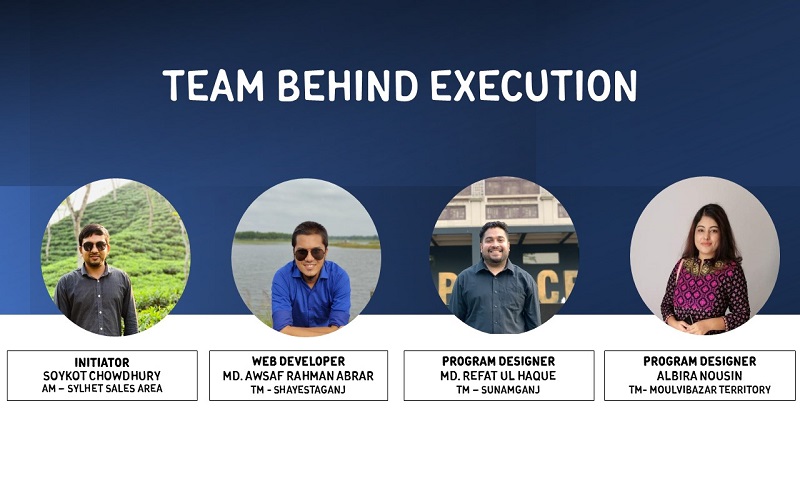 TEAM BEHIND EXECUTION
INITIATOR
SOYKOT CHOWDHURY
AM – SYLHET SALES AREA
WEB DEVELOPER
MD. AWSAF RAHMAN ABRAR
TM - SHAYESTAGANJ
PROGRAM DESIGNER
MD. REFAT UL HAQUE
TM – SUNAMGANJ
PROGRAM DESIGNER
ALBIRA NOUSIN
TM- MOULVIBAZAR TERRITORY